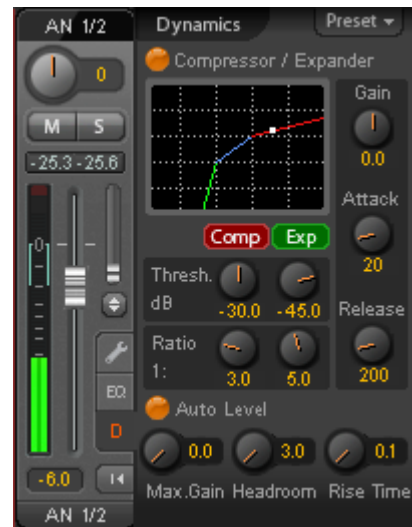 AN 1/2
Dynamics
Preset
Compressor / Expander
0
Gain
M S
0.0
-25.3 -25.6
Attack
Comp Exp
0
20
Thresh.
dB
-30.0 -45.0
Release
Ratio
1:
3.0 5.0
200
EQ
Auto Level
D
0.0 3.0 0.1
-6.0
Max.Gain Headroom Rise Time
AN 1/2